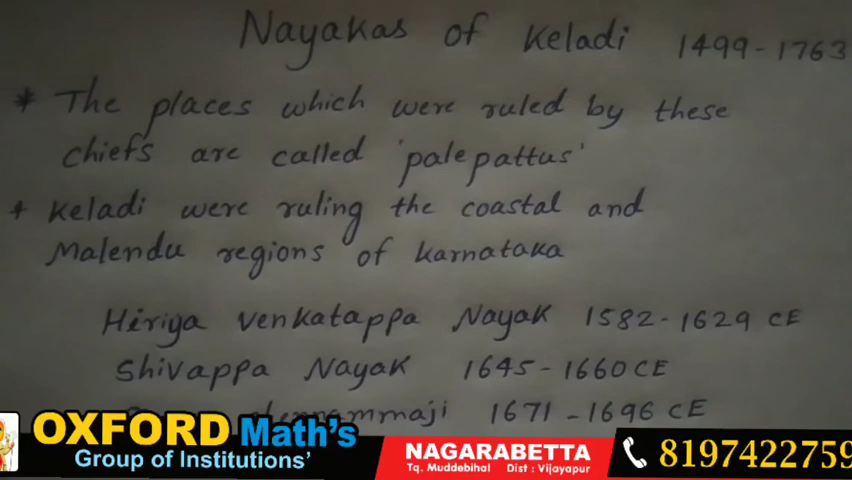 Nayakas of Keladi 1499-1763
* The places which were ruled by these
chiefs are called 'palepattus'
* Keladi were ruling the coastal and
Malendu regions of Karnataka
Hiriya Venkatappa Nayak 1582-1629 CE
Shivappa Nayak 1645-1660 CE
1671-1696 CE
OXFORD Math's
Group of Institutions'
NAGARABETTA
Tq. Muddebihal Dist : Vijayapur
8197422759